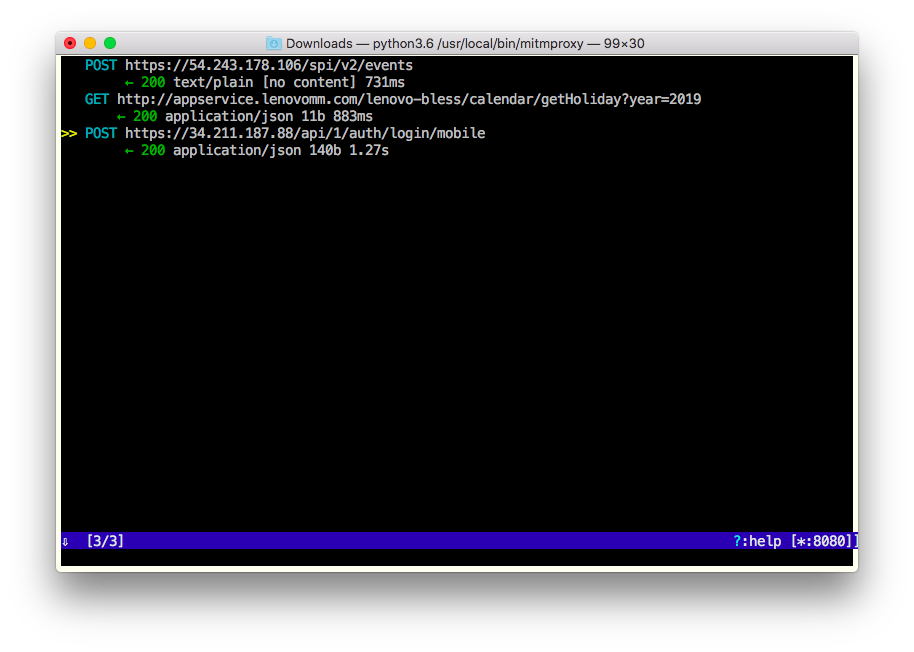 Downloads — python3.6 /usr/local/bin/mitmproxy — 99×30
POST https://54.243.178.106/spi/v2/events
← 200 text/plain [no content] 731ms
GET http://appservice.lenovomm.com/lenovo-bless/calendar/getHoliday?year=2019
← 200 application/json 11b 883ms
>> POST https://34.211.187.88/api/1/auth/login/mobile
← 200 application/json 140b 1.27s
⇩ [3/3] ?:help [*:8080]]